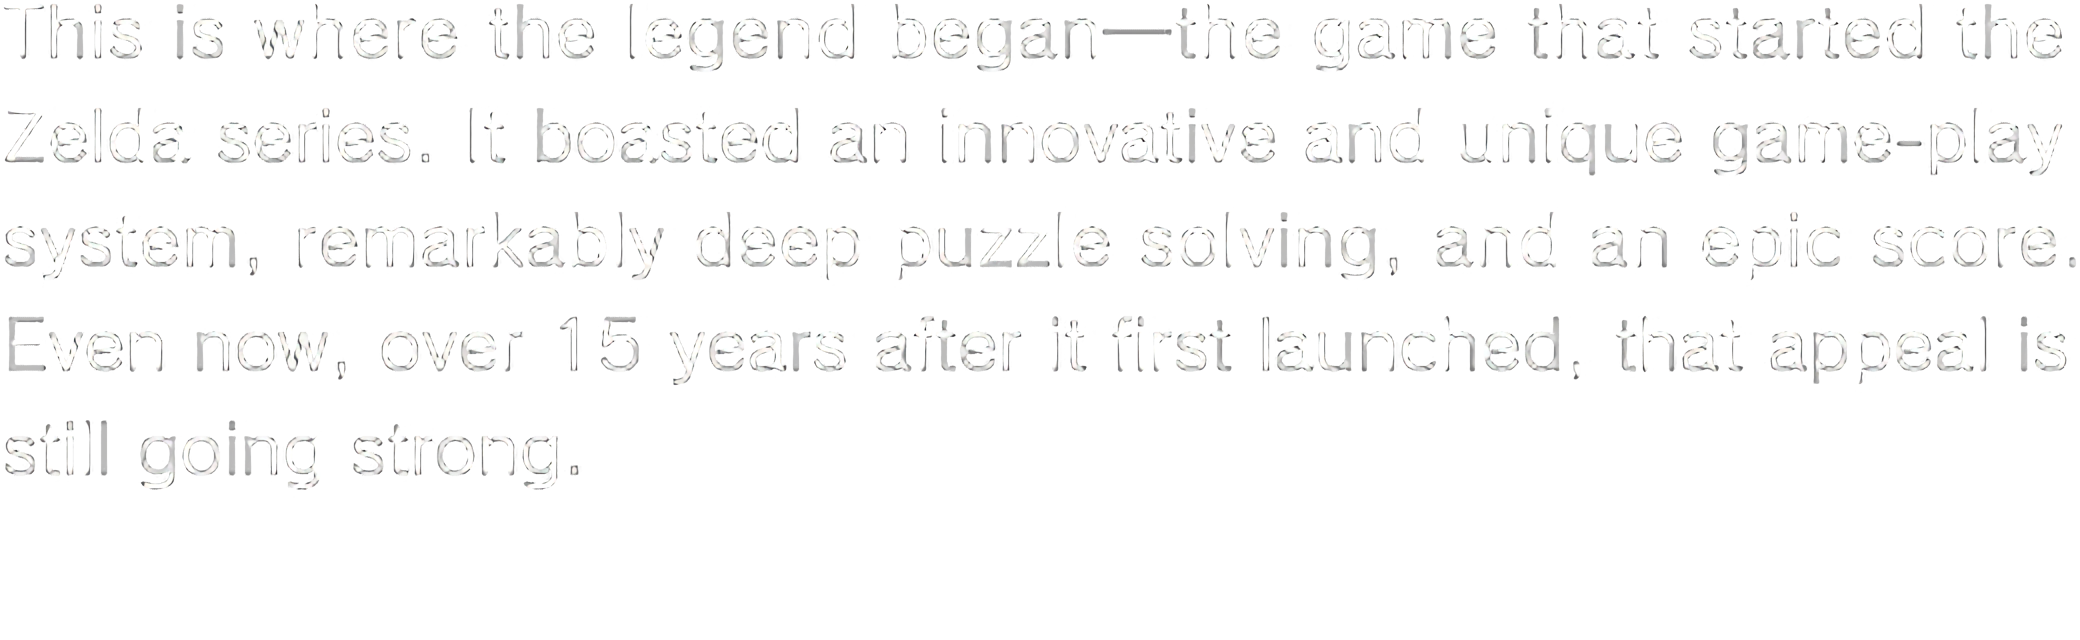 This is where the legend began—the game that started the
Zelda series. It boasted an innovative and unique game-play
system, remarkably deep puzzle solving, and an epic score.
Even now, over 15 years after it first launched, that appeal is
still going strong.